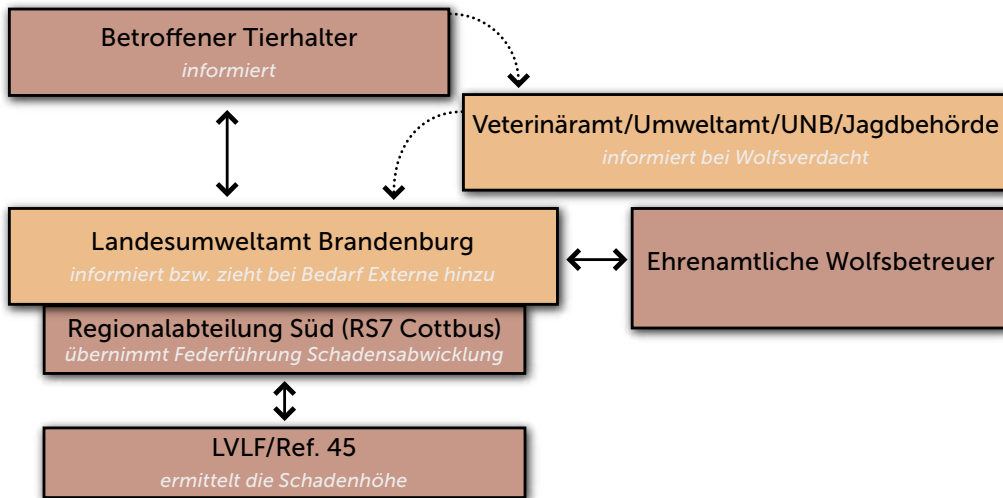 Betroffener Tierhalter
informiert
Veterinäramt/Umweltamt/UNB/Jagdbehörde
informiert bei Wolfsverdacht
Landesumweltamt Brandenburg
informiert bzw. zieht bei Bedarf Externe hinzu
Ehrenamtliche Wolfsbetreuer
Regionalabteilung Süd (RS7 Cottbus)
übernimmt Federführung Schadensabwicklung
LVLF/Ref. 45
ermittelt die Schadenhöhe